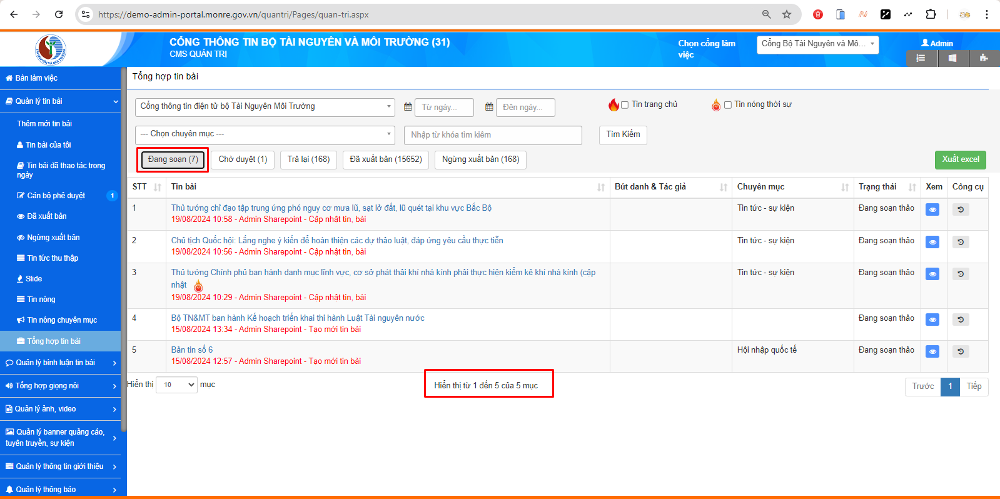 https://demo-admin-portal.monre.gov.vn/quantri/Pages/quan-tri.aspx
CỔNG THÔNG TIN BỘ TÀI NGUYÊN VÀ MÔI TRƯỜNG (31)
CMS QUẢN TRỊ
Chọn cổng làm việc
Cổng Bộ Tài Nguyên và Mô...
Admin
Bàn làm việc
Quản lý tin bài
Thêm mới tin bài
Tin bài của tôi
Tin bài đã thao tác trong
ngày
Cán bộ phê duyệt
1
Đã xuất bản
Ngừng xuất bản
Tin tức thu thập
Slide
Tin nóng
Tin nóng chuyên mục
Tổng hợp tin bài
Quản lý bình luận tin bài
Tổng hợp giọng nói
Quản lý ảnh, video
Quản lý banner quảng cáo,
tuyên truyền, sự kiện
Quản lý thông tin giới thiệu
Quản lý thông báo
Tổng hợp tin bài
Cổng thông tin điện tử bộ Tài Nguyên Môi Trường
Từ ngày...
Đến ngày...
Tin trang chủ
Tin nóng thời sự
--- Chọn chuyên mục ---
Nhập từ khóa tìm kiếm
Tìm Kiếm
Đang soạn (7)
Chờ duyệt (1)
Trả lại (168)
Đã xuất bản (15652)
Ngừng xuất bản (168)
Xuất excel
STT Tin bài Bút danh & Tác giả Chuyên mục Trạng thái Xem Công cụ
1 Thủ tướng chỉ đạo tập trung ứng phó nguy cơ mưa lũ, sạt lở đất, lũ quét tại khu vực Bắc Bộ Tin tức - sự kiện Đang soạn thảo
19/08/2024 10:58 - Admin Sharepoint - Cập nhật tin, bài
2 Chủ tịch Quốc hội: Lắng nghe ý kiến để hoàn thiện các dự thảo luật, đáp ứng yêu cầu thực tiễn Tin tức - sự kiện Đang soạn thảo
19/08/2024 10:56 - Admin Sharepoint - Cập nhật tin, bài
3 Thủ tướng Chính phủ ban hành danh mục lĩnh vực, cơ sở phát thải khí nhà kính phải thực hiện kiểm kê khí nhà kính (cập Tin tức - sự kiện Đang soạn thảo
nhật
19/08/2024 10:29 - Admin Sharepoint - Cập nhật tin, bài
4 Bộ TN&MT ban hành Kế hoạch triển khai thi hành Luật Tài nguyên nước Đang soạn thảo
15/08/2024 13:34 - Admin Sharepoint - Tạo mới tin bài
5 Bản tin số 6 Hội nhập quốc tế Đang soạn thảo
15/08/2024 12:57 - Admin Sharepoint - Tạo mới tin bài
Hiển thị 10 mục
Hiển thị từ 1 đến 5 của 5 mục
Trước 1 Tiếp